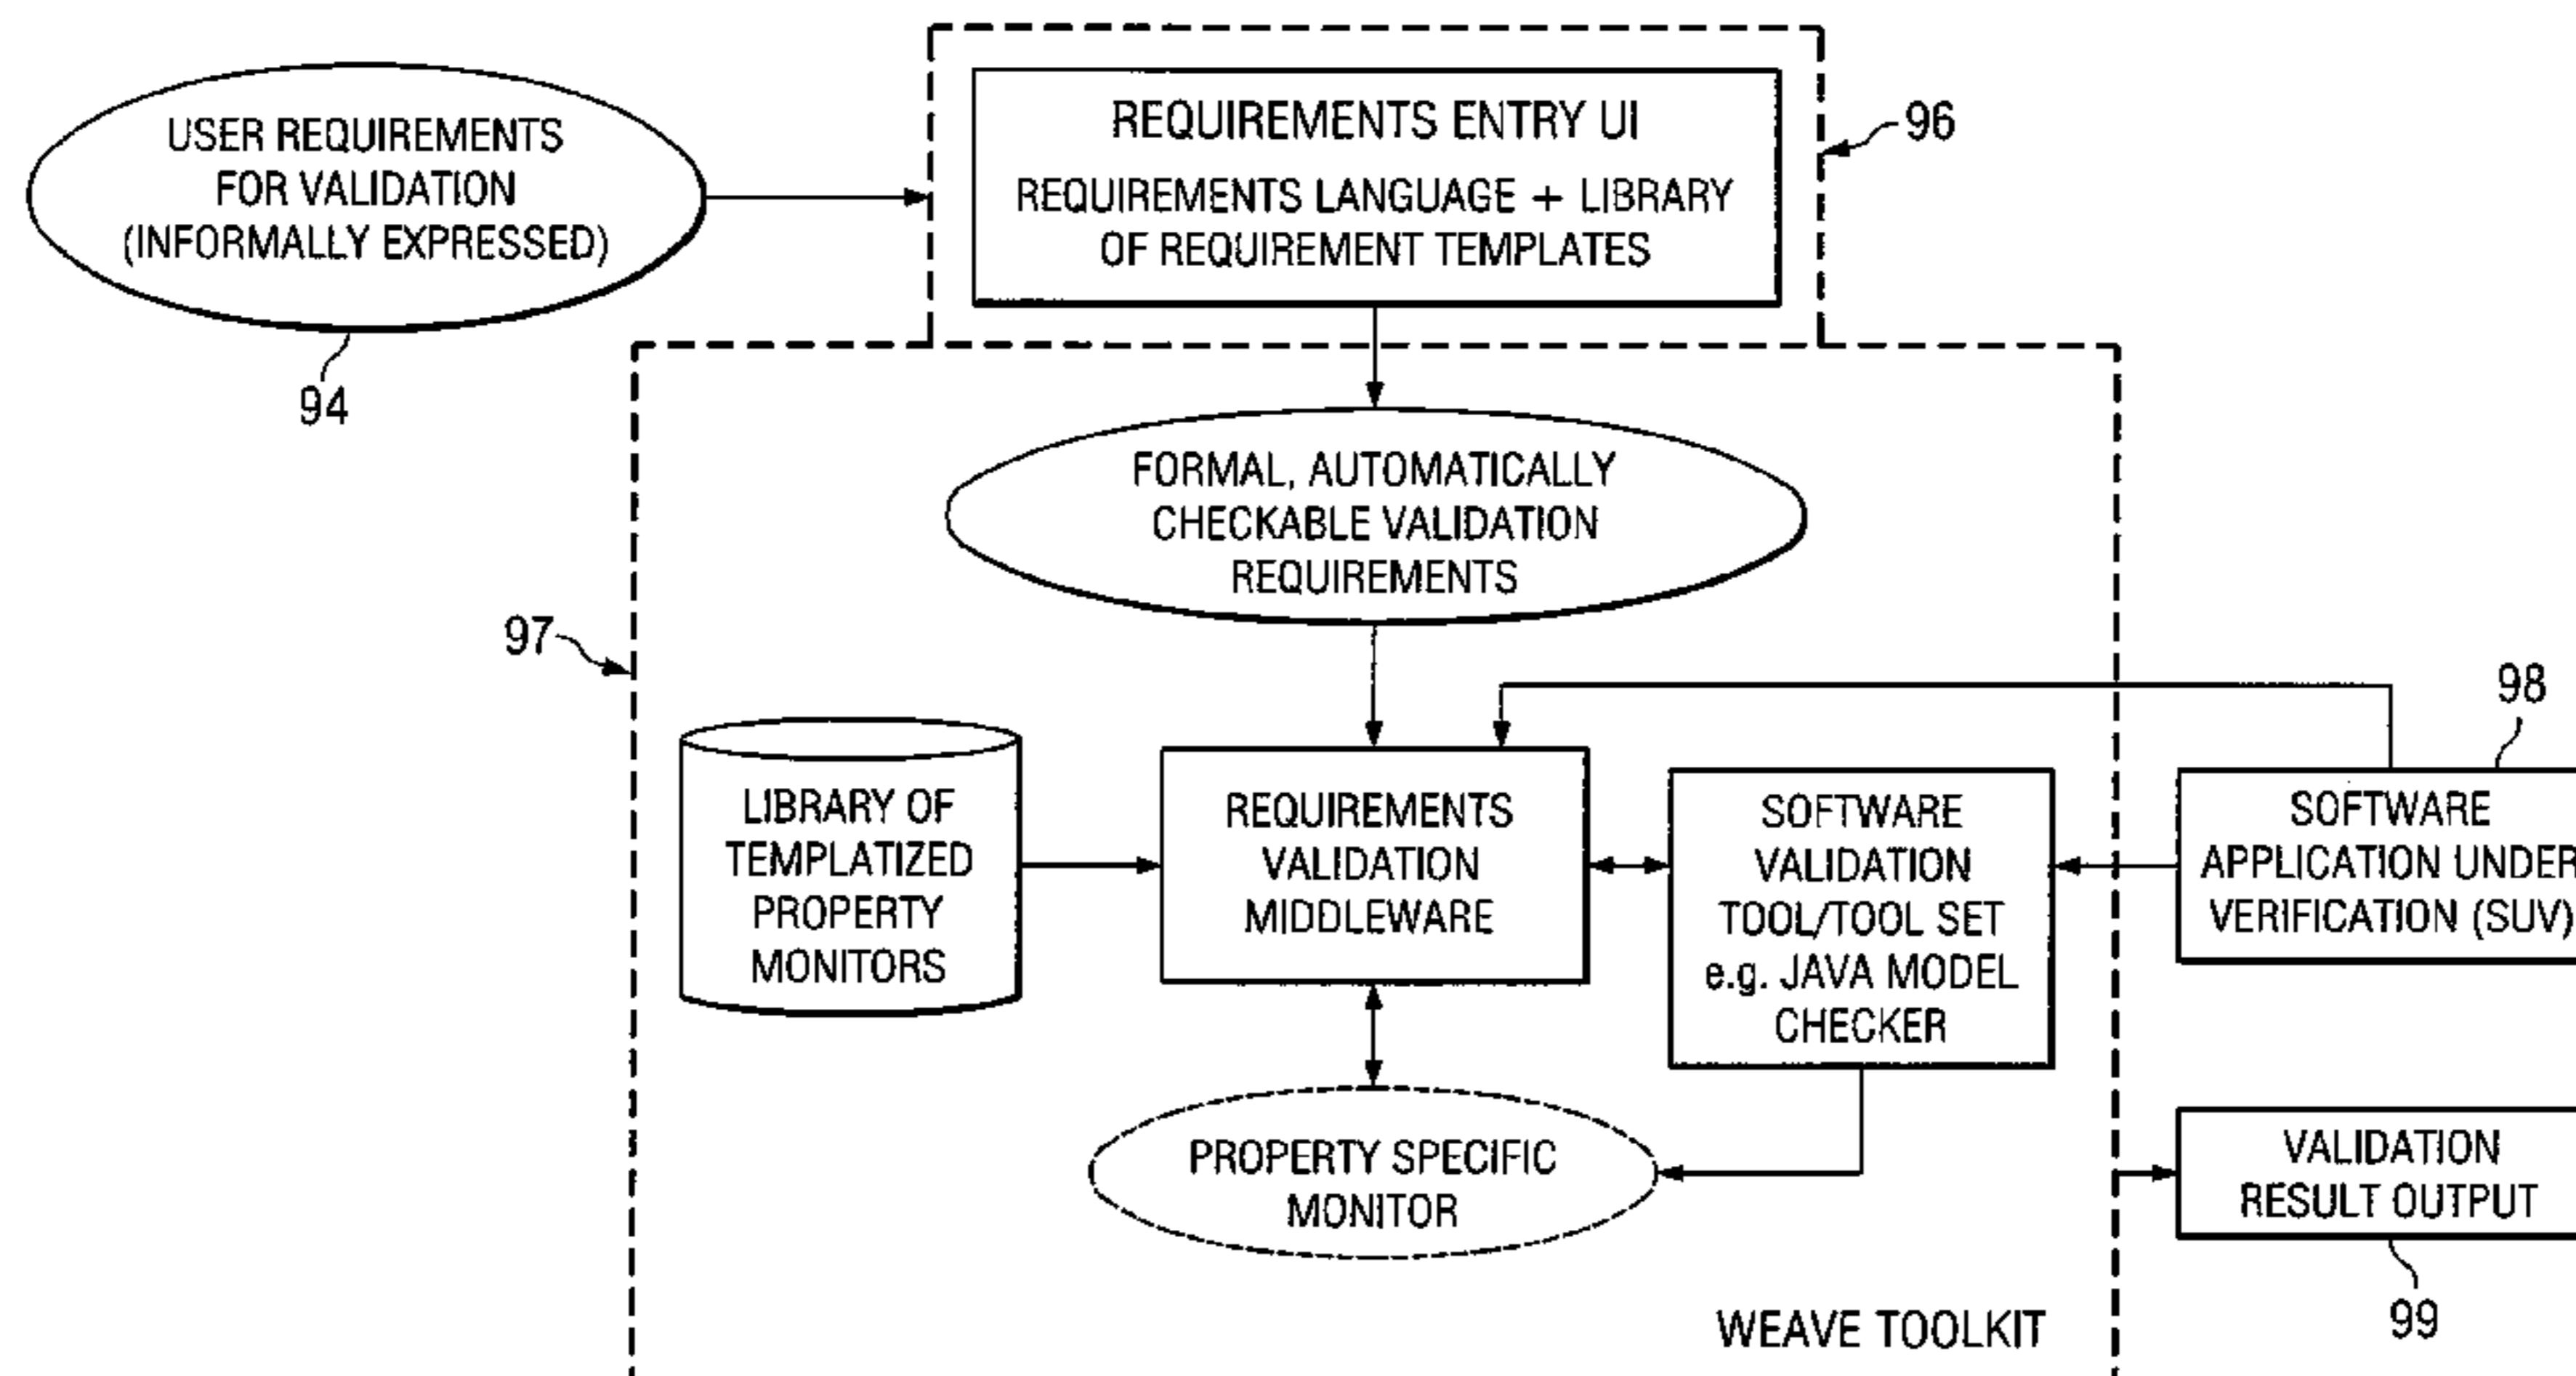 USER REQUIREMENTS
FOR VALIDATION
(INFORMALLY EXPRESSED)
94
REQUIREMENTS ENTRY UI
REQUIREMENTS LANGUAGE + LIBRARY
OF REQUIREMENT TEMPLATES
96
FORMAL, AUTOMATICALLY
CHECKABLE VALIDATION
REQUIREMENTS
97
98
LIBRARY OF
TEMPLATIZED
PROPERTY
MONITORS
REQUIREMENTS
VALIDATION
MIDDLEWARE
SOFTWARE
VALIDATION
TOOL/TOOL SET
e.g. JAVA MODEL
CHECKER
SOFTWARE
APPLICATION UNDER
VERIFICATION (SUV)
PROPERTY SPECIFIC
MONITOR
VALIDATION
RESULT OUTPUT
99
WEAVE TOOLKIT